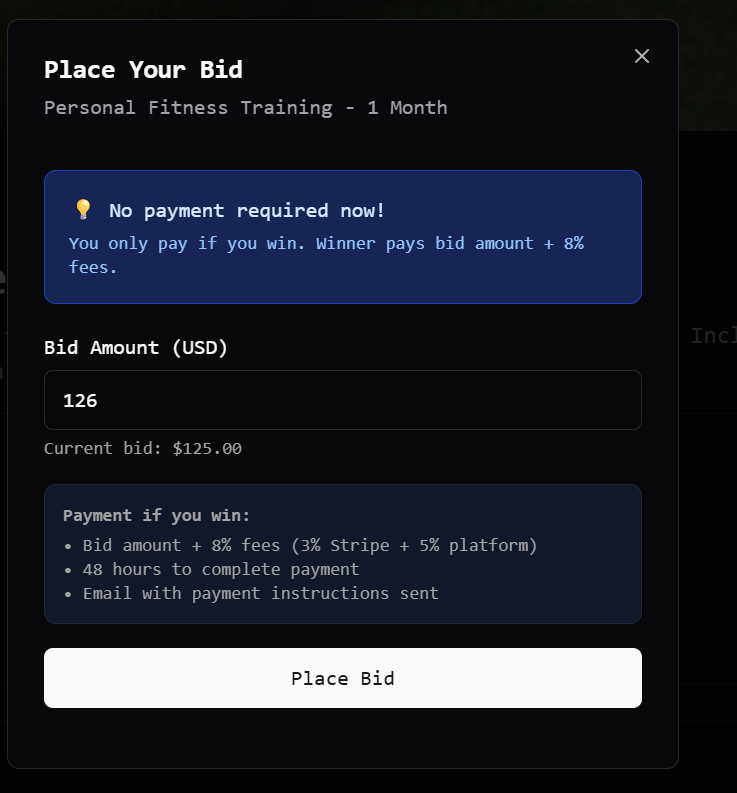 Place Your Bid
Personal Fitness Training - 1 Month
💡 No payment required now!
You only pay if you win. Winner pays bid amount + 8%
fees.
Bid Amount (USD)
126
Current bid: $125.00
Payment if you win:
• Bid amount + 8% fees (3% Stripe + 5% platform)
• 48 hours to complete payment
• Email with payment instructions sent
Place Bid